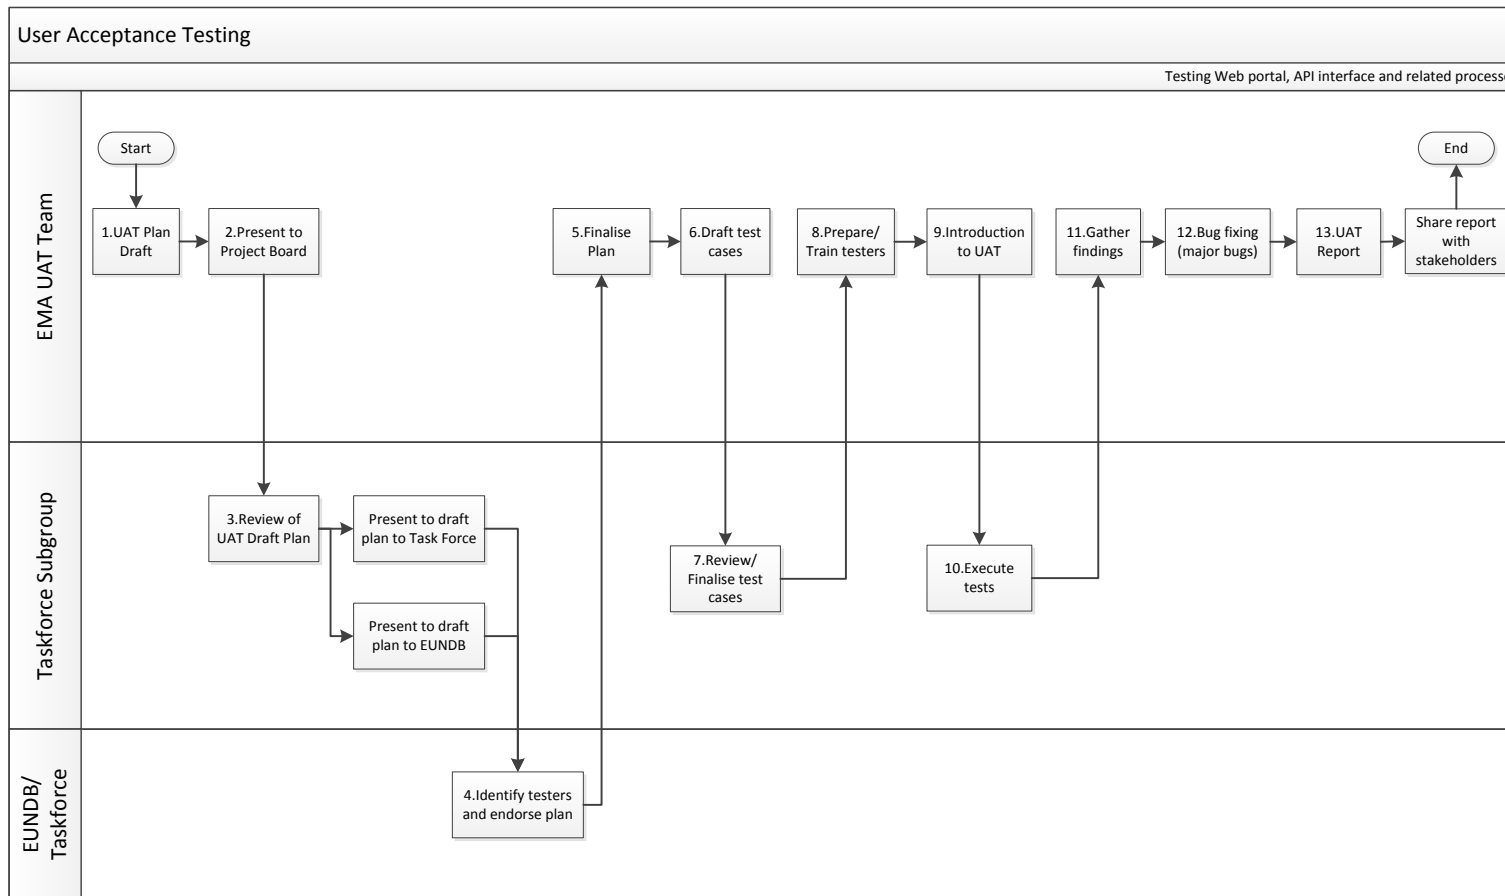 User Acceptance Testing
Testing Web portal, API interface and related processe
EMA UAT Team
Start
1.UAT Plan
Draft
2.Present to
Project Board
5.Finalise
Plan
6.Draft test
cases
8.Prepare/
Train testers
9.Introduction
to UAT
11.Gather
findings
12.Bug fixing
(major bugs)
13.UAT
Report
Share report
with
stakeholders
End
Taskforce Subgroup
3.Review of
UAT Draft Plan
Present to draft
plan to Task Force
Present to draft
plan to EUNDB
7.Review/
Finalise test
cases
10.Execute
tests
EUNDB/
Taskforce
4.Identify testers
and endorse plan